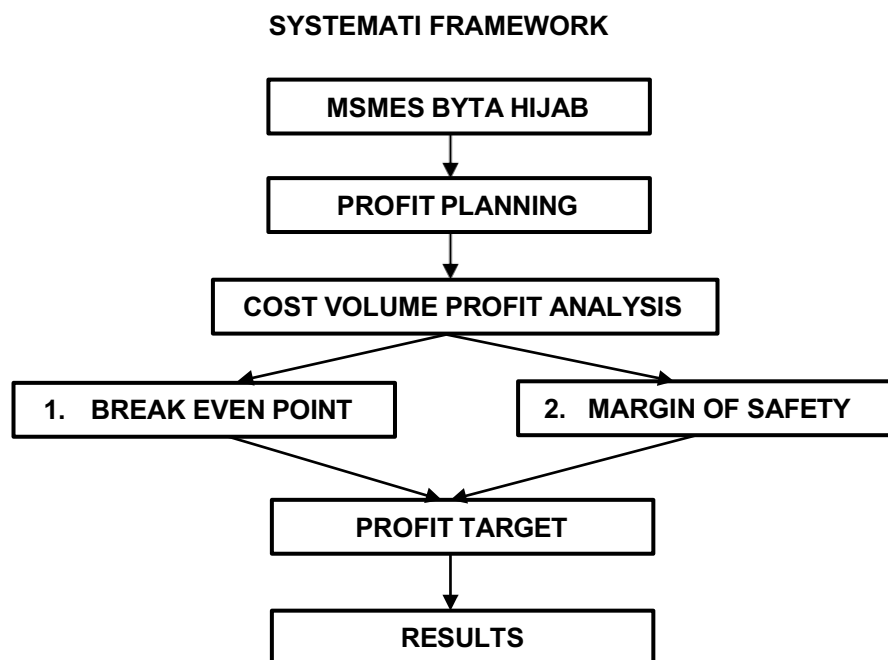 SYSTEMATI FRAMEWORK
MSMES BYTA HIJAB
PROFIT PLANNING
COST VOLUME PROFIT ANALYSIS
1. BREAK EVEN POINT
2. MARGIN OF SAFETY
PROFIT TARGET
RESULTS